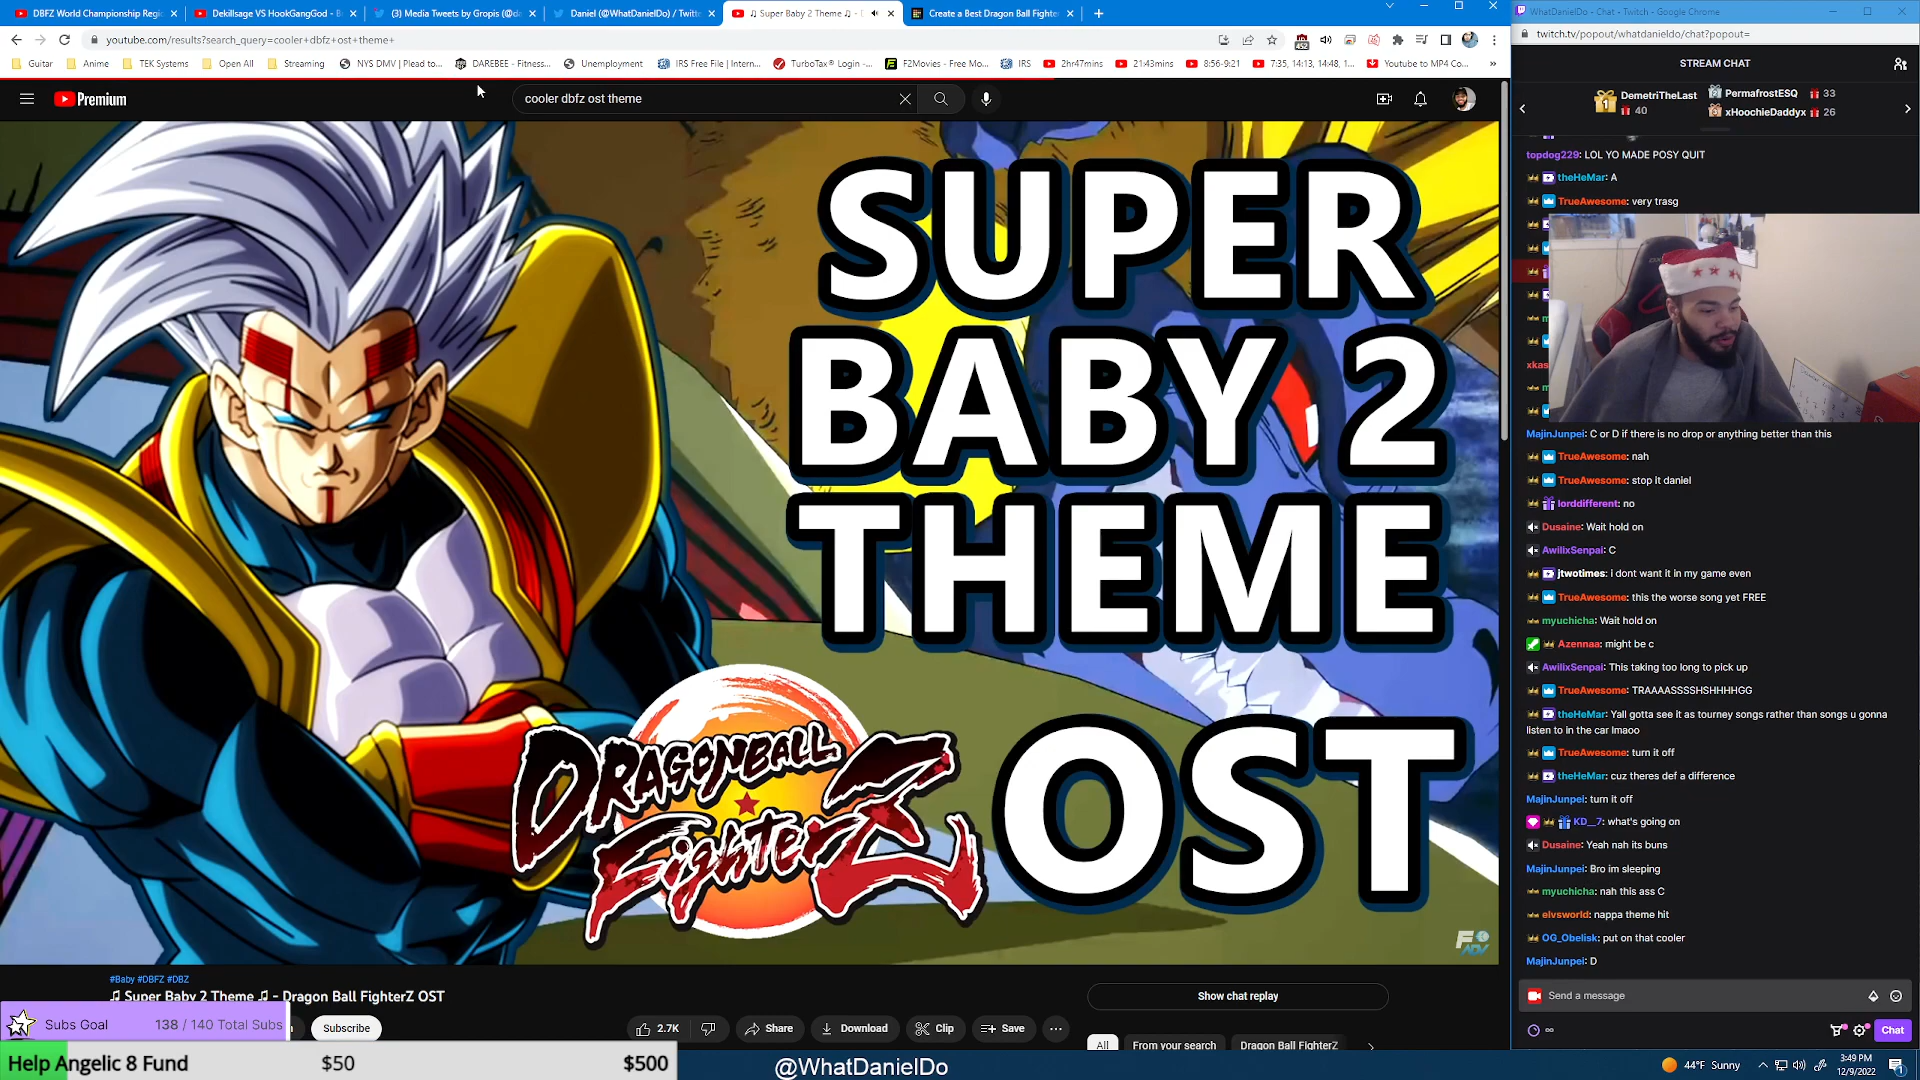 DBFZ World Championship Regi
Dekillsage VS HookGangGod - B
(3) Media Tweets by Gropis (@da
Daniel (@WhatDanielDo) / Twitt
♫ Super Baby 2 Theme ♫ - D
Create a Best Dragon Ball Fighte
youtube.com/results?search_query=cooler+dbfz+ost+theme+
452
Guitar
Anime
TEK Systems
Open All
Streaming
NYS DMV | Plead to...
DAREBEE - Fitness...
Unemployment
IRS Free File | Intern...
TurboTax® Login -...
F2Movies - Free Mo...
IRS
2hr47mins
21:43mins
8:56-9:21
7:35, 14:13, 14:48, 1...
Youtube to MP4 Co...
Premium
cooler dbfz ost theme
SUPER
BABY 2
THEME
OST
DRAGONBALL
FighterZ
F
ADV
#Baby #DBFZ #DBZ
♫ Super Baby 2 Theme ♫ - Dragon Ball FighterZ OST
Show chat replay
Subs Goal 138 / 140 Total Subs
Subscribe
2.7K
Share
Download
Clip
Save
All
From your search
Dragon Ball FighterZ
Help Angelic 8 Fund $50 $500
@WhatDanielDo
44°F Sunny
3:49 PM
12/9/2022
WhatDanielDo - Chat - Twitch - Google Chrome
twitch.tv/popout/whatdanieldo/chat?popout=
STREAM CHAT
1 DemetriTheLast
40
PermafrostESQ 33
xHoochieDaddyx 26
topdog229: LOL YO MADE POSY QUIT
theHeMar: A
TrueAwesome: very trasg
xkas
MajinJunpei: C or D if there is no drop or anything better than this
TrueAwesome: nah
TrueAwesome: stop it daniel
lorddifferent: no
Dusaine: Wait hold on
AwilixSenpai: C
jtwotimes: i dont want it in my game even
TrueAwesome: this the worse song yet FREE
myuchicha: Wait hold on
Azennaa: might be c
AwilixSenpai: This taking too long to pick up
TrueAwesome: TRAAAASSSSHSHHHHGG
theHeMar: Yall gotta see it as tourney songs rather than songs u gonna
listen to in the car lmaoo
TrueAwesome: turn it off
theHeMar: cuz theres def a difference
MajinJunpei: turn it off
KD__7: what's going on
Dusaine: Yeah nah its buns
MajinJunpei: Bro im sleeping
myuchicha: nah this ass C
elvsworld: nappa theme hit
OG_Obelisk: put on that cooler
MajinJunpei: D
Send a message
Chat